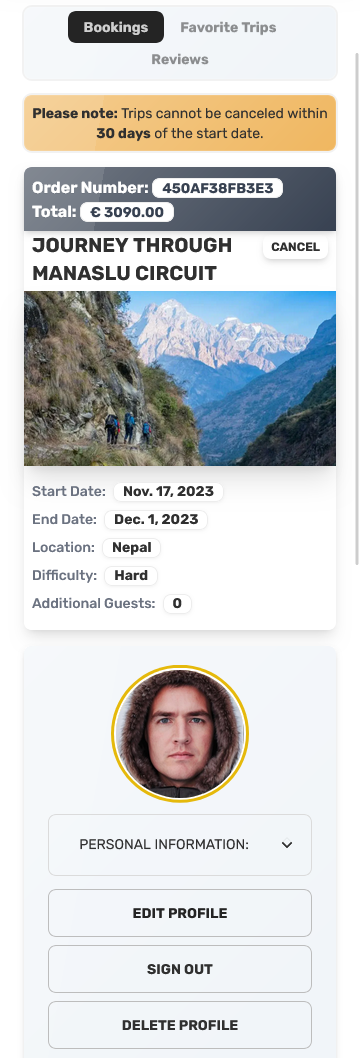 Bookings
Favorite Trips
Reviews
Please note: Trips cannot be canceled within
30 days of the start date.
Order Number: 450AF38FB3E3
Total: € 3090.00
JOURNEY THROUGH
MANASLU CIRCUIT
CANCEL
Start Date: Nov. 17, 2023
End Date: Dec. 1, 2023
Location: Nepal
Difficulty: Hard
Additional Guests: 0
PERSONAL INFORMATION:
EDIT PROFILE
SIGN OUT
DELETE PROFILE